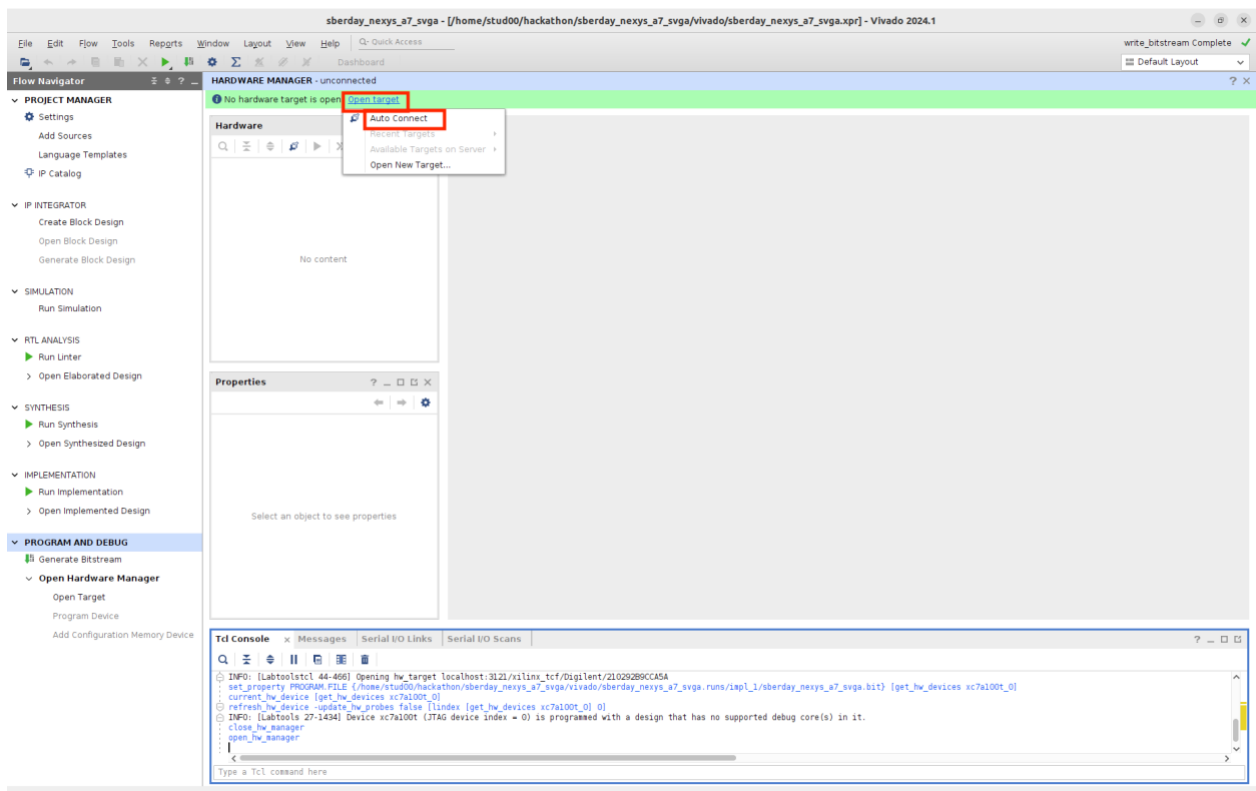 sberday_nexys_a7_svga - [/home/stud00/hackathon/sberday_nexys_a7_svga/vivado/sberday_nexys_a7_svga.xpr] - Vivado 2024.1
File Edit Flow Tools Reports Window Layout View Help Q- Quick Access
write_bitstream Complete
Dashboard
Default Layout
Flow Navigator
PROJECT MANAGER
Settings
Add Sources
Language Templates
IP Catalog
IP INTEGRATOR
Create Block Design
Open Block Design
Generate Block Design
SIMULATION
Run Simulation
RTL ANALYSIS
Run Linter
Open Elaborated Design
SYNTHESIS
Run Synthesis
Open Synthesized Design
IMPLEMENTATION
Run Implementation
Open Implemented Design
PROGRAM AND DEBUG
Generate Bitstream
Open Hardware Manager
Open Target
Program Device
Add Configuration Memory Device
HARDWARE MANAGER - unconnected
No hardware target is open. Open target
Auto Connect
Recent Targets
Available Targets on Server
Open New Target...
Hardware
No content
Properties
Select an object to see properties
Tcl Console Messages Serial I/O Links Serial I/O Scans
INFO: [Labtoolstcl 44-466] Opening hw_target localhost:3121/xilinx_tcf/Digilent/210292B9CCA5A
set_property PROGRAM.FILE {/home/stud00/hackathon/sberday_nexys_a7_svga/vivado/sberday_nexys_a7_svga.runs/impl_1/sberday_nexys_a7_svga.bit} [get_hw_devices xc7a100t_0]
current_hw_device [get_hw_devices xc7a100t_0]
refresh_hw_device -update_hw_probes false [lindex [get_hw_devices xc7a100t_0] 0]
INFO: [Labtools 27-1434] Device xc7a100t (JTAG device index = 0) is programmed with a design that has no supported debug core(s) in it.
close_hw_manager
open_hw_manager
Type a Tcl command here